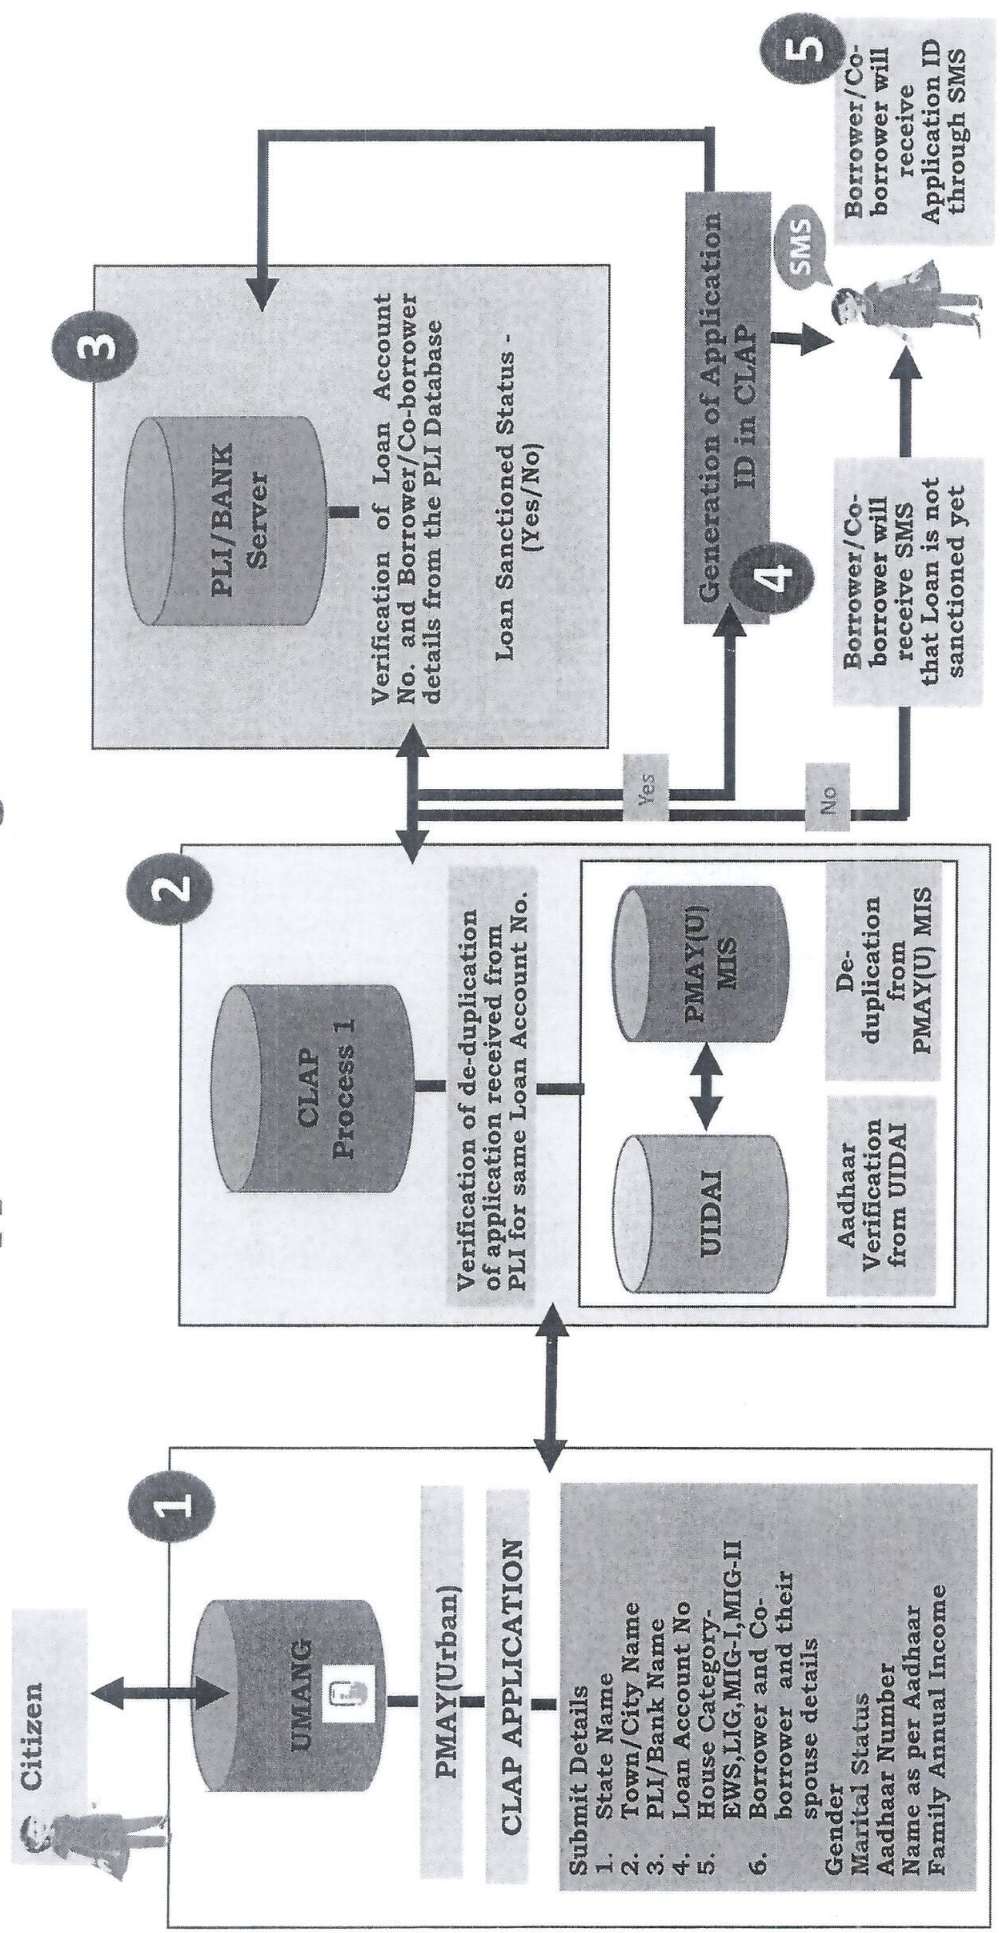 Citizen
1
UMANG
PMAY(Urban)
CLAP APPLICATION
Submit Details
1. State Name
2. Town/City Name
3. PLI/Bank Name
4. Loan Account No
5. House Category-
EWS,LIG,MIG-I,MIG-II
6. Borrower and Co-
borrower and their
spouse details
Gender
Marital Status
Aadhaar Number
Name as per Aadhaar
Family Annual Income
2
CLAP
Process 1
Verification of de-duplication
of application received from
PLI for same Loan Account No.
UIDAI
PMAY(U)
MIS
Aadhaar
Verification
from UIDAI
De-
duplication
from
PMAY(U) MIS
3
PLI/BANK
Server
Verification of Loan Account
No. and Borrower/Co-borrower
details from the PLI Database
Loan Sanctioned Status -
(Yes/No)
Yes
No
4
Generation of Application
ID in CLAP
Borrower/Co-
borrower will
receive SMS
that Loan is not
sanctioned yet
SMS
5
Borrower/Co-
borrower will
receive
Application ID
through SMS